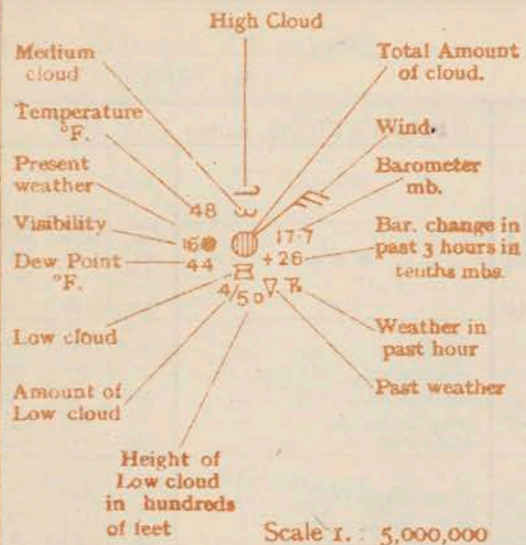 High Cloud
Medium
cloud
Total Amount
of cloud.
Temperature
°F.
Wind.
Present
weather
Barometer
mb.
48
Visibility
16
17.7
Bar. change in
past 3 hours in
tenths mbs.
Dew Point
°F.
44
+26
4/50
Low cloud
Weather in
past hour
Amount of
Low cloud
Past weather
Height of
Low cloud
in hundreds
of feet
Scale 1. : 5,000,000